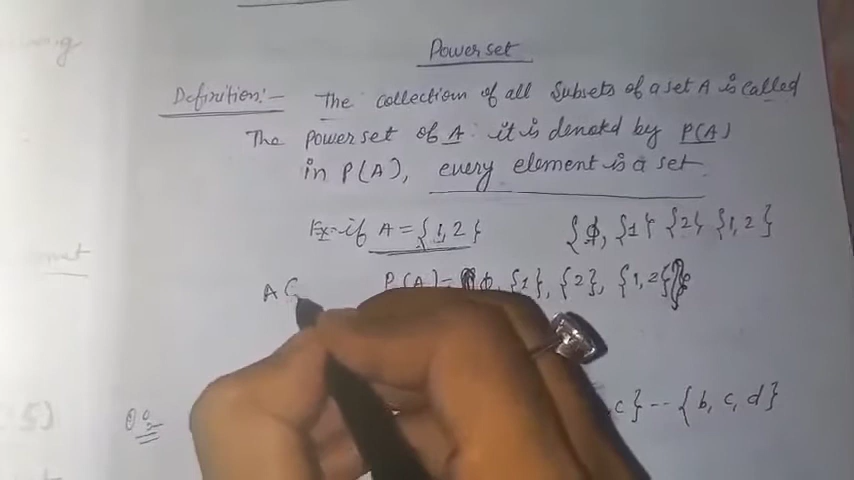 Power set
Definition:- The collection of all Subsets of a set A is called
The power set of A. it is denoted by P(A)
in P(A), every element is a set.
Ex- if A = {1,2} {ϕ, {1} {2}, {1,2}
A C P(A) = {ϕ, {1}, {2}, {1,2}}
,c} -- {b, c, d}